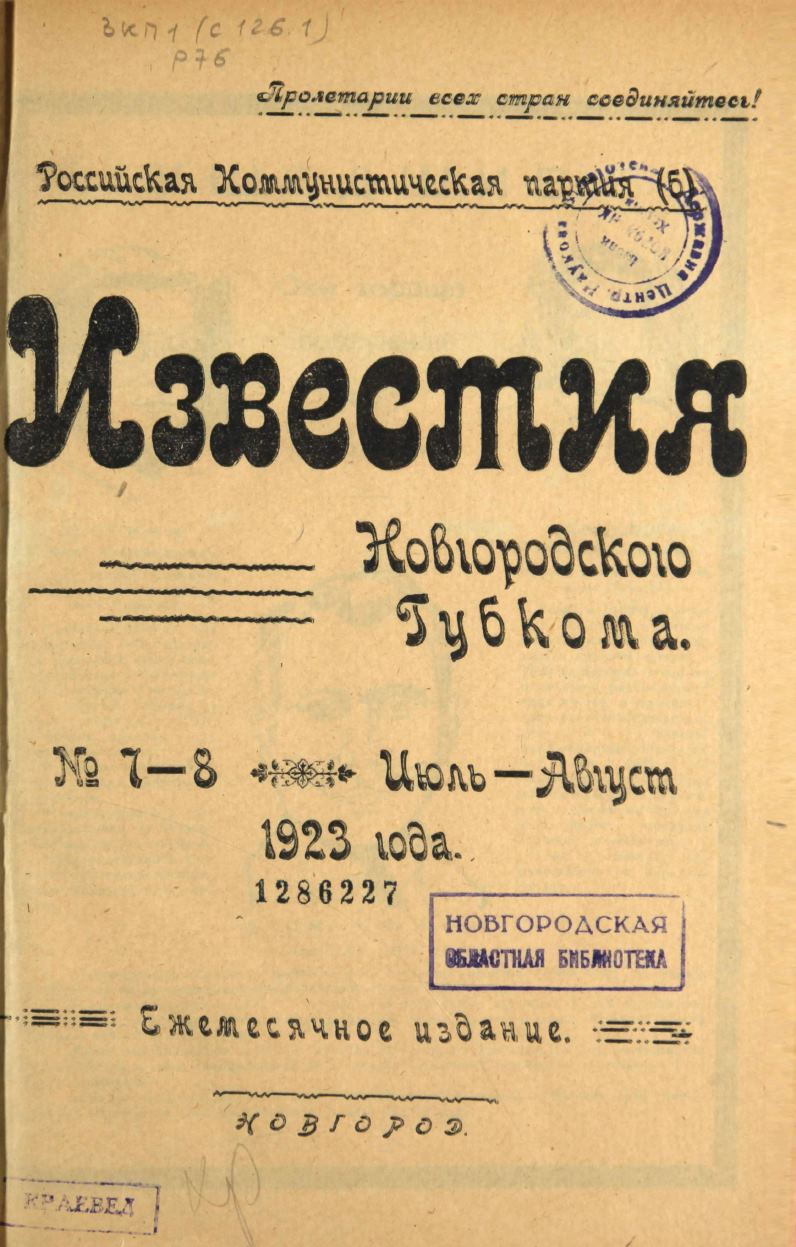 ЗКП1 (С126.1)
Р76
Пролетарии всех стран соединяйтесь!
Российская Коммунистическая партия (б).
Известия
Новгородского
Губкома.
№ 7—8 Июль—Август
1923 года.
1286227
НОВГОРОДСКАЯ
ОБЛАСТНАЯ БИБЛИОТЕКА
Ежемесячное издание.
НОВГОРОД.
КРАЕВЕД